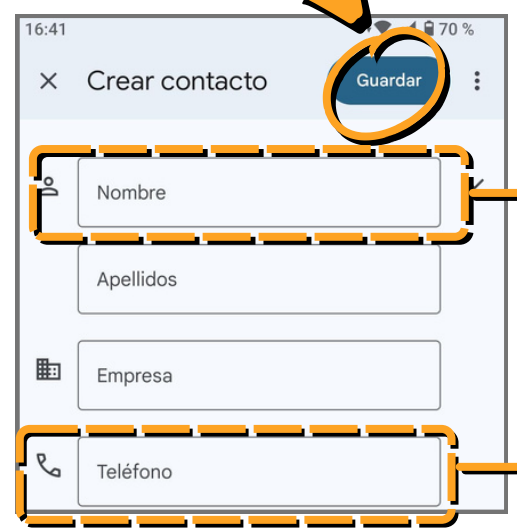 16:41 70 %
Crear contacto Guardar
Nombre
Apellidos
Empresa
Teléfono